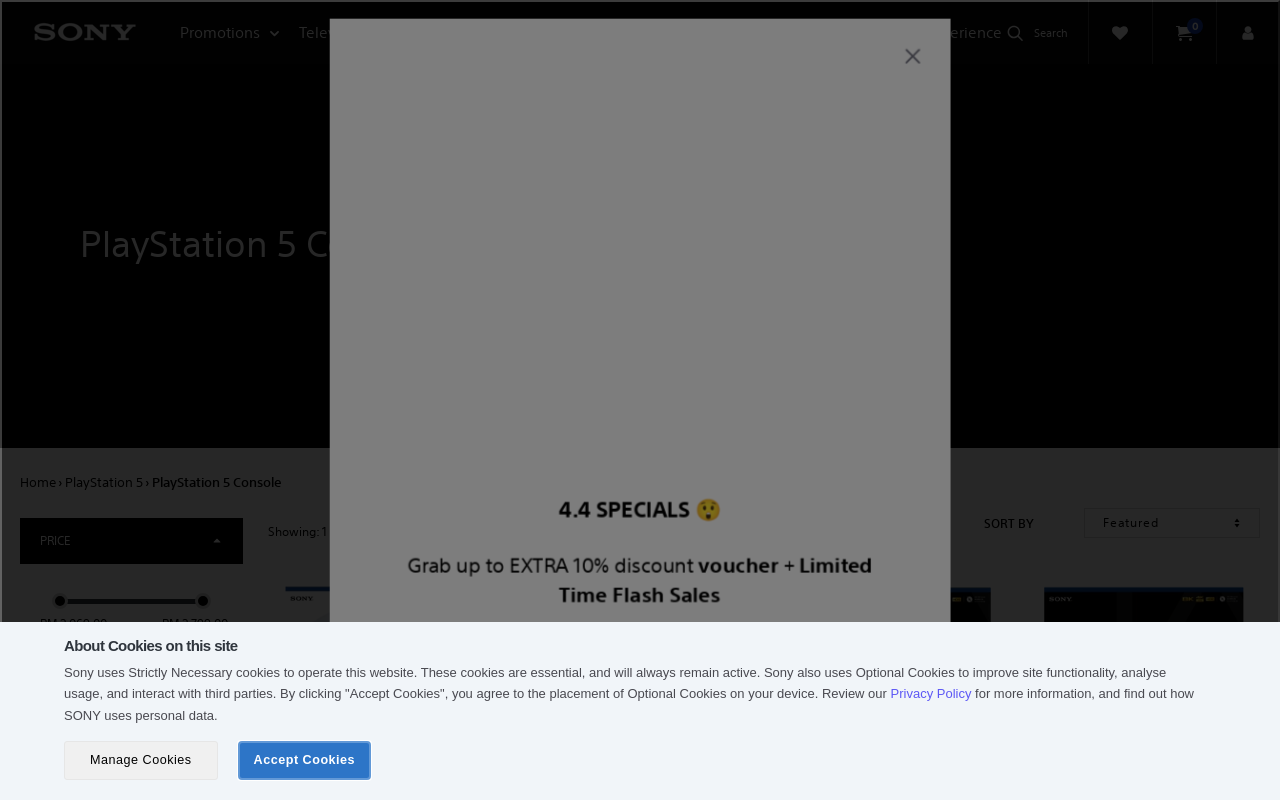 SONY
Promotions
erience
Search
0
PlayStation 5
4.4 SPECIALS 😲
Grab up to EXTRA 10% discount voucher + Limited
Time Flash Sales
Home › PlayStation 5 › PlayStation 5 Console
PRICE
Showing: 1
SORT BY
Featured
SONY
SONY
About Cookies on this site
Sony uses Strictly Necessary cookies to operate this website. These cookies are essential, and will always remain active. Sony also uses Optional Cookies to improve site functionality, analyse
usage, and interact with third parties. By clicking "Accept Cookies", you agree to the placement of Optional Cookies on your device. Review our Privacy Policy for more information, and find out how
SONY uses personal data.
Manage Cookies
Accept Cookies